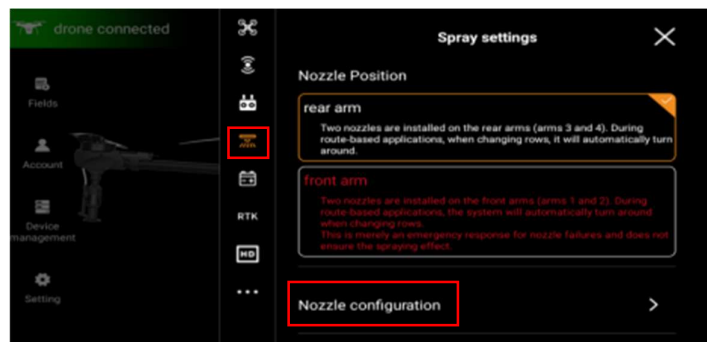 drone connected
Fields
Account
Device
management
Setting
RTK
HD
Spray settings
Nozzle Position
rear arm
Two nozzles are installed on the rear arms (arms 3 and 4). During
route-based applications, when changing rows, it will automatically turn
around.
front arm
Two nozzles are installed on the front arms (arms 1 and 2). During
route-based applications, the system will automatically turn around
when changing rows.
This is merely an emergency response for nozzle failures and does not
ensure the spraying effect.
Nozzle configuration